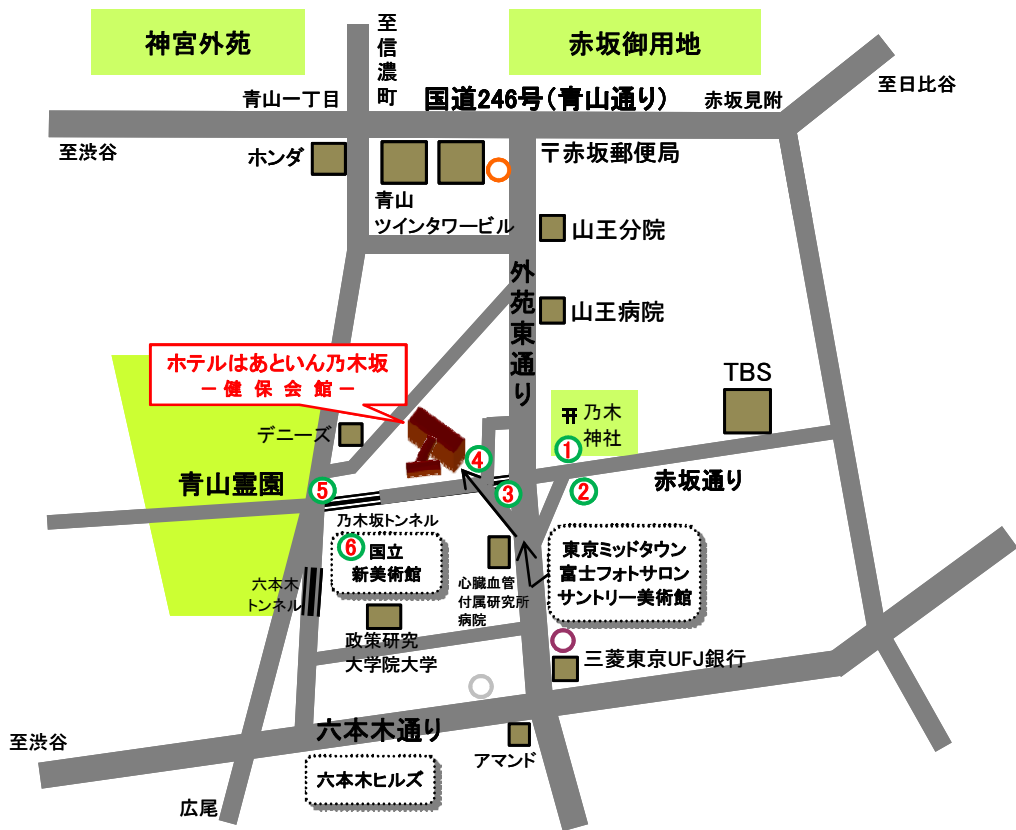 神宮外苑
至信濃町
赤坂御用地
青山一丁目
国道246号(青山通り)
赤坂見附
至日比谷
至渋谷
ホンダ
〒赤坂郵便局
青山
ツインタワービル
山王分院
外苑東通り
山王病院
ホテルはあといん乃木坂
－健保会館－
TBS
乃木
神社
デニーズ
①
④
②
赤坂通り
青山霊園
⑤
③
乃木坂トンネル
⑥
国立
新美術館
東京ミッドタウン
富士フォトサロン
サントリー美術館
六本木
トンネル
心臓血管
付属研究所
病院
政策研究
大学院大学
三菱東京UFJ銀行
六本木通り
至渋谷
アマンド
六本木ヒルズ
広尾